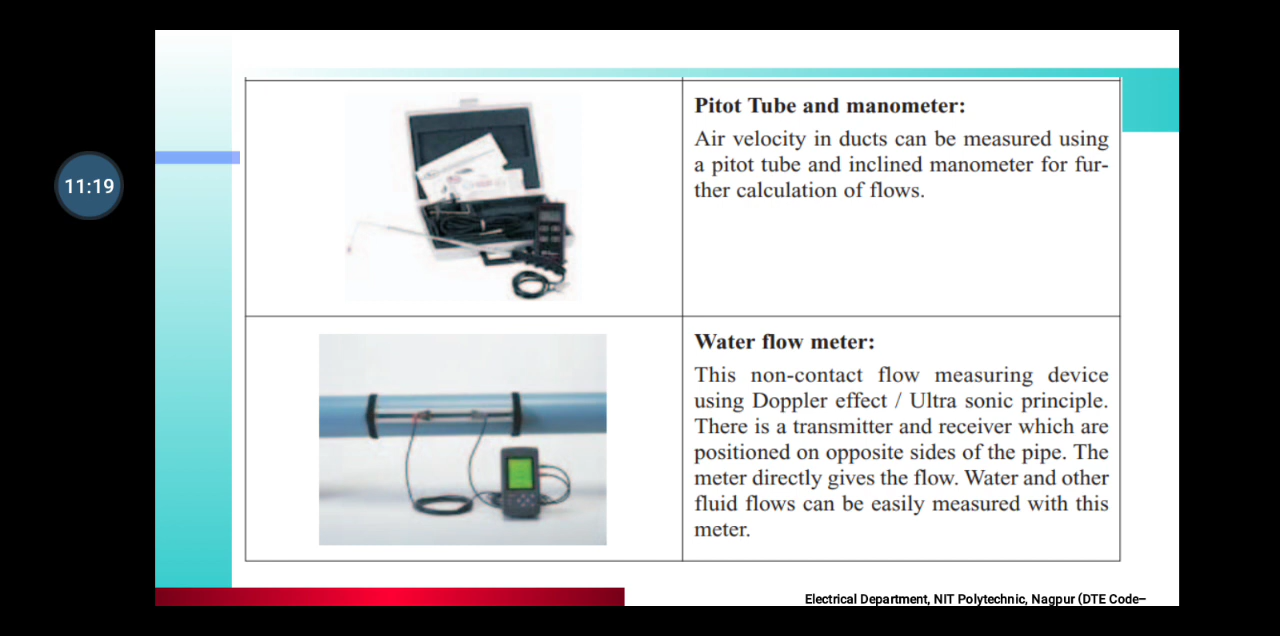 11:19
Pitot Tube and manometer:
Air velocity in ducts can be measured using
a pitot tube and inclined manometer for fur-
ther calculation of flows.
Water flow meter:
This non-contact flow measuring device
using Doppler effect / Ultra sonic principle.
There is a transmitter and receiver which are
positioned on opposite sides of the pipe. The
meter directly gives the flow. Water and other
fluid flows can be easily measured with this
meter.
Electrical Department, NIT Polytechnic, Nagpur (DTE Code–